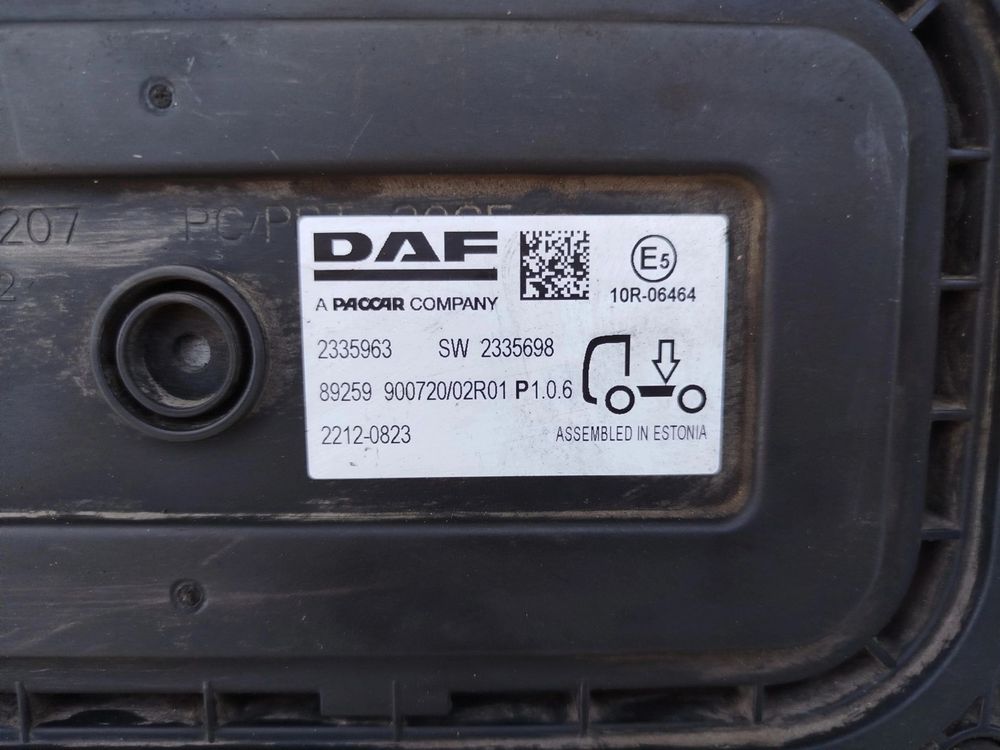 207
DAF
A PACCAR COMPANY
E5
10R-06464
2335963 SW 2335698
89259 900720/02R01 P1.0.6
2212-0823
ASSEMBLED IN ESTONIA